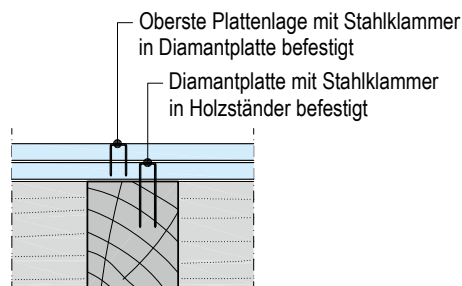 Oberste Plattenlage mit Stahlklammer
in Diamantplatte befestigt
Diamantplatte mit Stahlklammer
in Holzständer befestigt